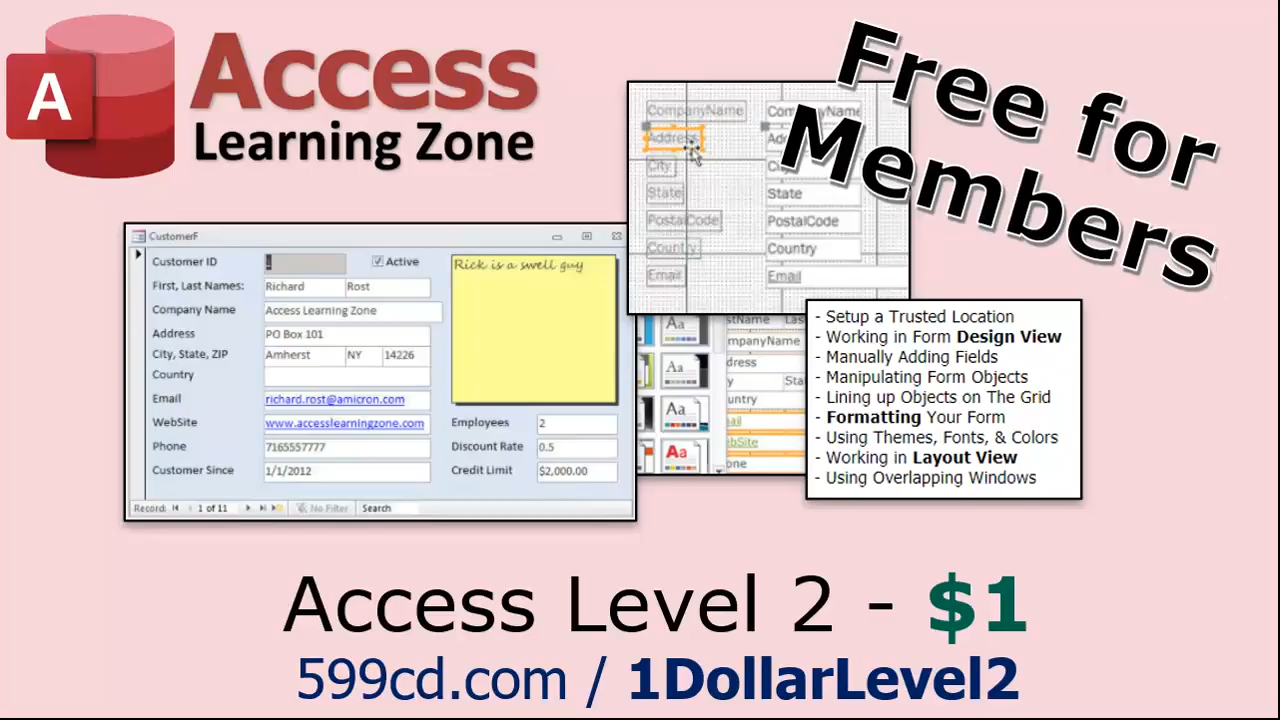 A
Access
Learning Zone
Free for
Members
CompanyName CompanyName
Address
City
State State
PostalCode PostalCode
Country Country
Email Email
CustomerF
Customer ID Active
First, Last Names: Richard Rost
Company Name Access Learning Zone
Address PO Box 101
City, State, ZIP Amherst NY 14226
Country
Email richard.rost@amicron.com
WebSite www.accesslearningzone.com
Phone 7165557777
Customer Since 1/1/2012
Rick is a swell guy
Employees 2
Discount Rate 0.5
Credit Limit $2,000.00
Record: 1 of 11 No Filter Search
Aa
Aa
Aa
Aa
- Setup a Trusted Location
- Working in Form Design View
- Manually Adding Fields
- Manipulating Form Objects
- Lining up Objects on The Grid
- Formatting Your Form
- Using Themes, Fonts, & Colors
- Working in Layout View
- Using Overlapping Windows
Access Level 2 - $1
599cd.com / 1DollarLevel2